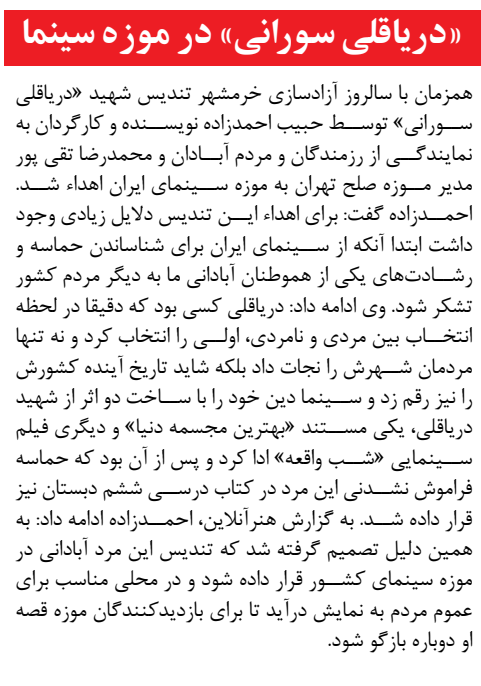 «دریاقلی سورانی» در موزه سینما
همزمان با سالروز آزادسازی خرمشهر تندیس شهید «دریاقلی
سورانی» توسط حبیب احمدزاده نویسنده و کارگردان به
نمایندگی از رزمندگان و مردم آبادان و محمدرضا تقی پور
مدیر موزه صلح تهران به موزه سینمای ایران اهداء شد.
احمدزاده گفت: برای اهداء این تندیس دلایل زیادی وجود
داشت ابتدا آنکه از سینمای ایران برای شناساندن حماسه و
رشادت‌های یکی از هموطنان آبادانی ما به دیگر مردم کشور
تشکر شود. وی ادامه داد: دریاقلی کسی بود که دقیقا در لحظه
انتخاب بین مردی و نامردی، اولی را انتخاب کرد و نه تنها
مردمان شهرش را نجات داد بلکه شاید تاریخ آینده کشورش
را نیز رقم زد و سینما دین خود را با ساخت دو اثر از شهید
دریاقلی، یکی مستند «بهترین مجسمه دنیا» و دیگری فیلم
سینمایی «شب واقعه» ادا کرد و پس از آن بود که حماسه
فراموش نشدنی این مرد در کتاب درسی ششم دبستان نیز
قرار داده شد. به گزارش هنرآنلاین، احمدزاده ادامه داد: به
همین دلیل تصمیم گرفته شد که تندیس این مرد آبادانی در
موزه سینمای کشور قرار داده شود و در محلی مناسب برای
عموم مردم به نمایش درآید تا برای بازدیدکنندگان موزه قصه
او دوباره بازگو شود.